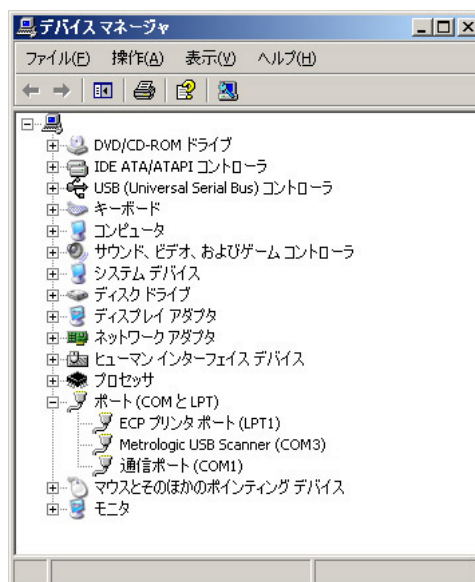 デバイス マネージャ
ファイル(F) 操作(A) 表示(V) ヘルプ(H)
DVD/CD-ROM ドライブ
IDE ATA/ATAPI コントローラ
USB (Universal Serial Bus) コントローラ
キーボード
コンピュータ
サウンド、ビデオ、およびゲーム コントローラ
システム デバイス
ディスク ドライブ
ディスプレイ アダプタ
ネットワーク アダプタ
ヒューマン インターフェイス デバイス
プロセッサ
ポート (COM と LPT)
ECP プリンタ ポート (LPT1)
Metrologic USB Scanner (COM3)
通信ポート (COM1)
マウスとそのほかのポインティング デバイス
モニタ